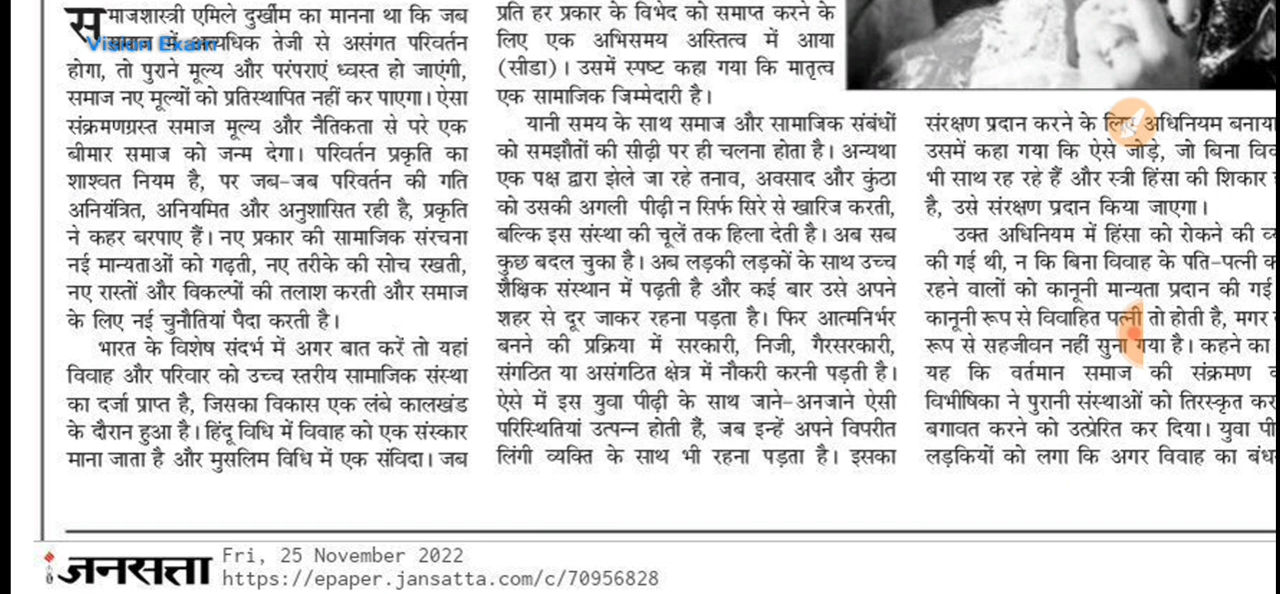 समाजशास्त्री एमिले दुर्खीम का मानना था कि जब
समाज में अत्यधिक तेजी से असंगत परिवर्तन
Vision Exam
होगा, तो पुराने मूल्य और परंपराएं ध्वस्त हो जाएंगी,
समाज नए मूल्यों को प्रतिस्थापित नहीं कर पाएगा। ऐसा
संक्रमणग्रस्त समाज मूल्य और नैतिकता से परे एक
बीमार समाज को जन्म देगा। परिवर्तन प्रकृति का
शाश्वत नियम है, पर जब-जब परिवर्तन की गति
अनियंत्रित, अनियमित और अनुशासित रही है, प्रकृति
ने कहर बरपाए हैं। नए प्रकार की सामाजिक संरचना
नई मान्यताओं को गढ़ती, नए तरीके की सोच रखती,
नए रास्तों और विकल्पों की तलाश करती और समाज
के लिए नई चुनौतियां पैदा करती है।
भारत के विशेष संदर्भ में अगर बात करें तो यहां
विवाह और परिवार को उच्च स्तरीय सामाजिक संस्था
का दर्जा प्राप्त है, जिसका विकास एक लंबे कालखंड
के दौरान हुआ है। हिंदू विधि में विवाह को एक संस्कार
माना जाता है और मुसलिम विधि में एक संविदा। जब
प्रति हर प्रकार के विभेद को समाप्त करने के
लिए एक अभिसमय अस्तित्व में आया
(सीडा)। उसमें स्पष्ट कहा गया कि मातृत्व
एक सामाजिक जिम्मेदारी है।
यानी समय के साथ समाज और सामाजिक संबंधों
को समझौतों की सीढ़ी पर ही चलना होता है। अन्यथा
एक पक्ष द्वारा झेले जा रहे तनाव, अवसाद और कुंठा
को उसकी अगली पीढ़ी न सिर्फ सिरे से खारिज करती,
बल्कि इस संस्था की चूलें तक हिला देती है। अब सब
कुछ बदल चुका है। अब लड़की लड़कों के साथ उच्च
शैक्षिक संस्थान में पढ़ती है और कई बार उसे अपने
शहर से दूर जाकर रहना पड़ता है। फिर आत्मनिर्भर
बनने की प्रक्रिया में सरकारी, निजी, गैरसरकारी,
संगठित या असंगठित क्षेत्र में नौकरी करनी पड़ती है।
ऐसे में इस युवा पीढ़ी के साथ जाने-अनजाने ऐसी
परिस्थितियां उत्पन्न होती हैं, जब इन्हें अपने विपरीत
लिंगी व्यक्ति के साथ भी रहना पड़ता है। इसका
संरक्षण प्रदान करने के लिए अधिनियम बनाया
उसमें कहा गया कि ऐसे जोड़े, जो बिना
भी साथ रह रहे हैं और स्त्री हिंसा की शिकार
है, उसे संरक्षण प्रदान किया जाएगा।
उक्त अधिनियम में हिंसा को रोकने की
की गई थी, न कि बिना विवाह के पति-पत्नी
रहने वालों को कानूनी मान्यता प्रदान की गई
कानूनी रूप से विवाहित पत्नी तो होती है, मगर
रूप से सहजीवन नहीं सुना गया है। कहने का
यह कि वर्तमान समाज की संक्रमण
विभीषिका ने पुरानी संस्थाओं को तिरस्कृत कर
बगावत करने को उत्प्रेरित कर दिया। युवा
लड़कियों को लगा कि अगर विवाह का
जनसत्ता
Fri, 25 November 2022
https://epaper.jansatta.com/c/70956828